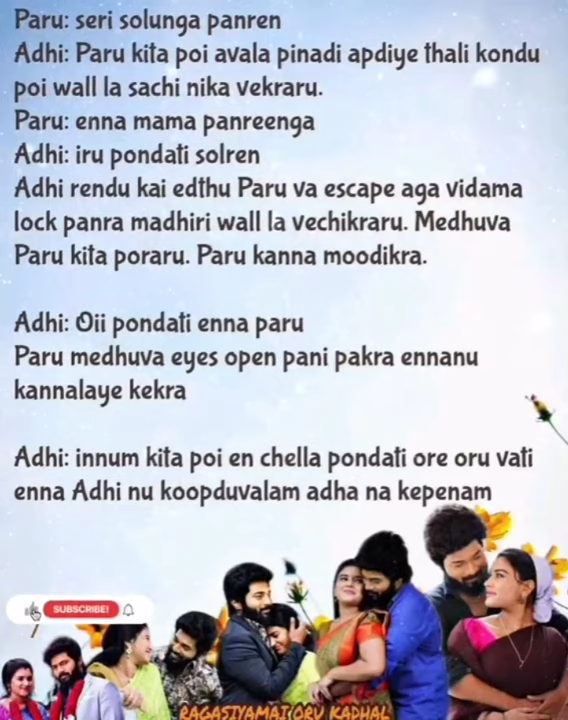 Paru: seri solunga panren
Adhi: Paru kita poi avala pinadi apdiye thali kondu
poi wall la sachi nika vekraru.
Paru: enna mama panreenga
Adhi: iru pondati solren
Adhi rendu kai edthu Paru va escape aga vidama
lock panra madhiri wall la vechikraru. Medhuva
Paru kita poraru. Paru kanna moodikra.
Adhi: Oii pondati enna paru
Paru medhuva eyes open pani pakra ennanu
kannalaye kekra
Adhi: innum kita poi en chella pondati ore oru vati
enna Adhi nu koopduvalam adha na kepenam
SUBSCRIBE!
RAGASIYAMAI ORU KADHAL